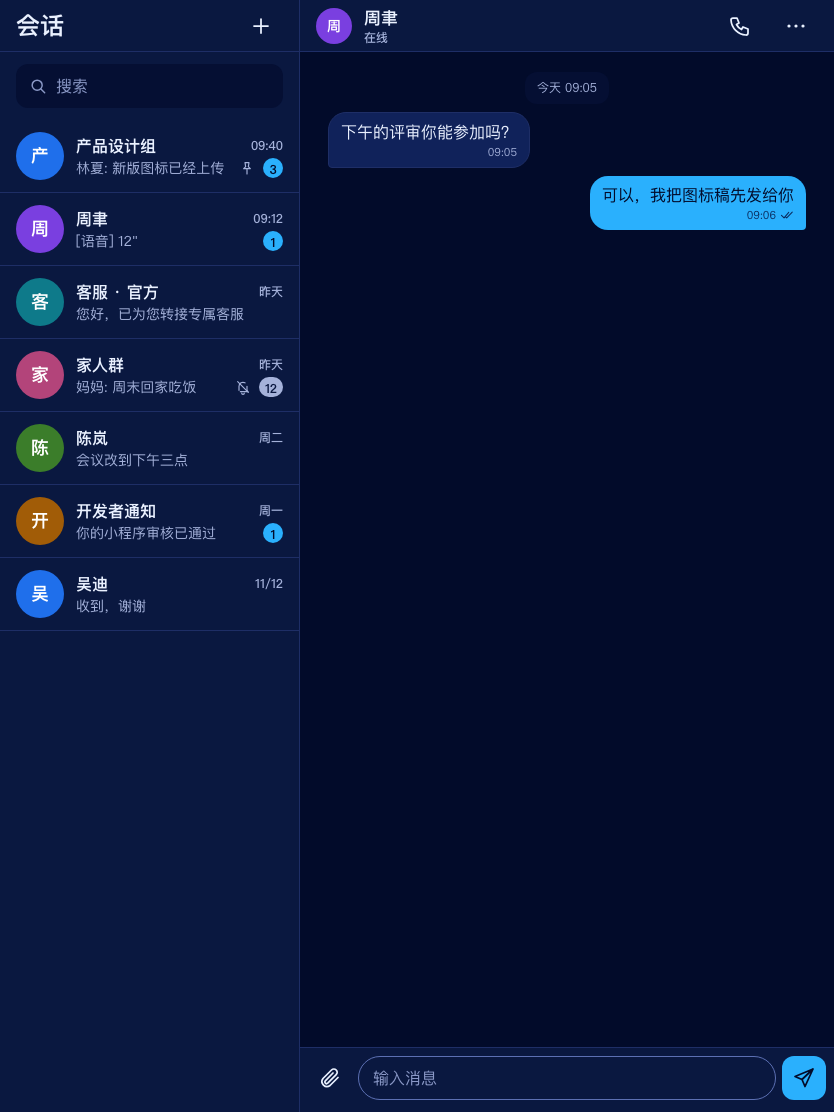 会话
搜索
产
产品设计组
09:40
林夏: 新版图标已经上传
3
周
周聿
09:12
[语音] 12"
1
客
客服 · 官方
昨天
您好，已为您转接专属客服
家
家人群
昨天
妈妈: 周末回家吃饭
12
陈
陈岚
周二
会议改到下午三点
开
开发者通知
周一
你的小程序审核已通过
1
吴
吴迪
11/12
收到，谢谢
周
周聿
在线
今天 09:05
下午的评审你能参加吗？
09:05
可以，我把图标稿先发给你
09:06
输入消息